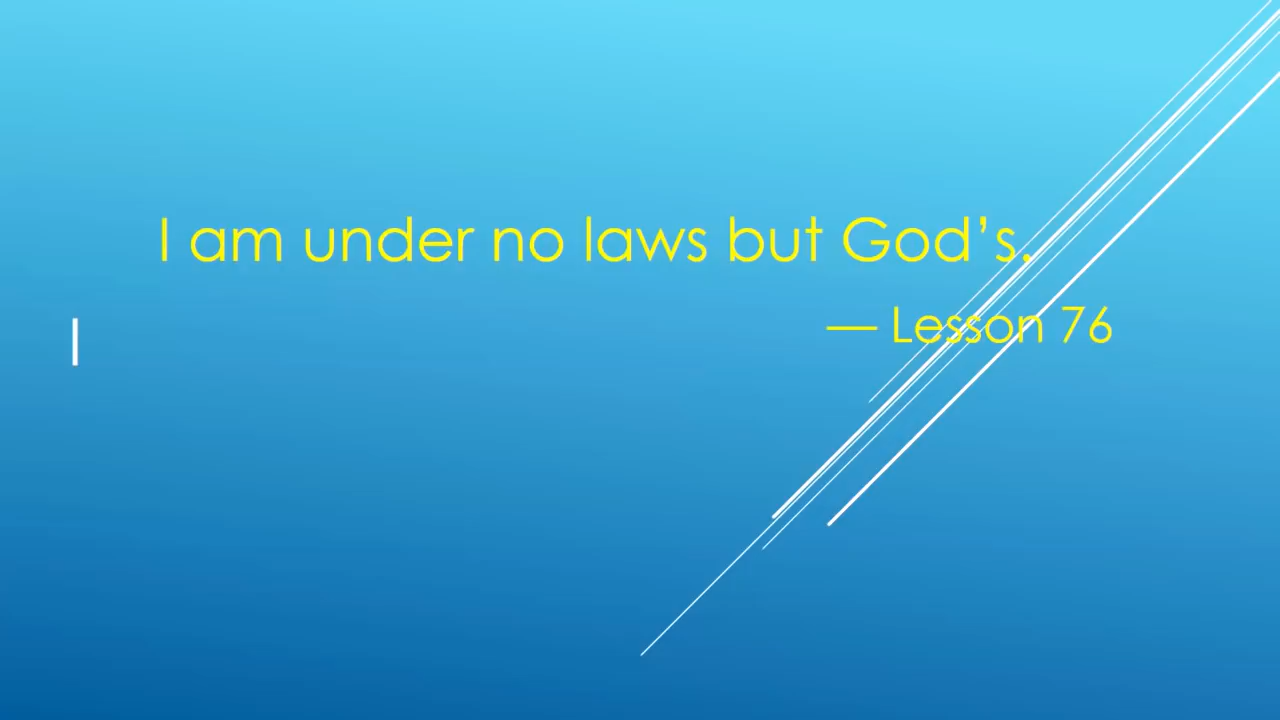 I am under no laws but God’s.
— Lesson 76